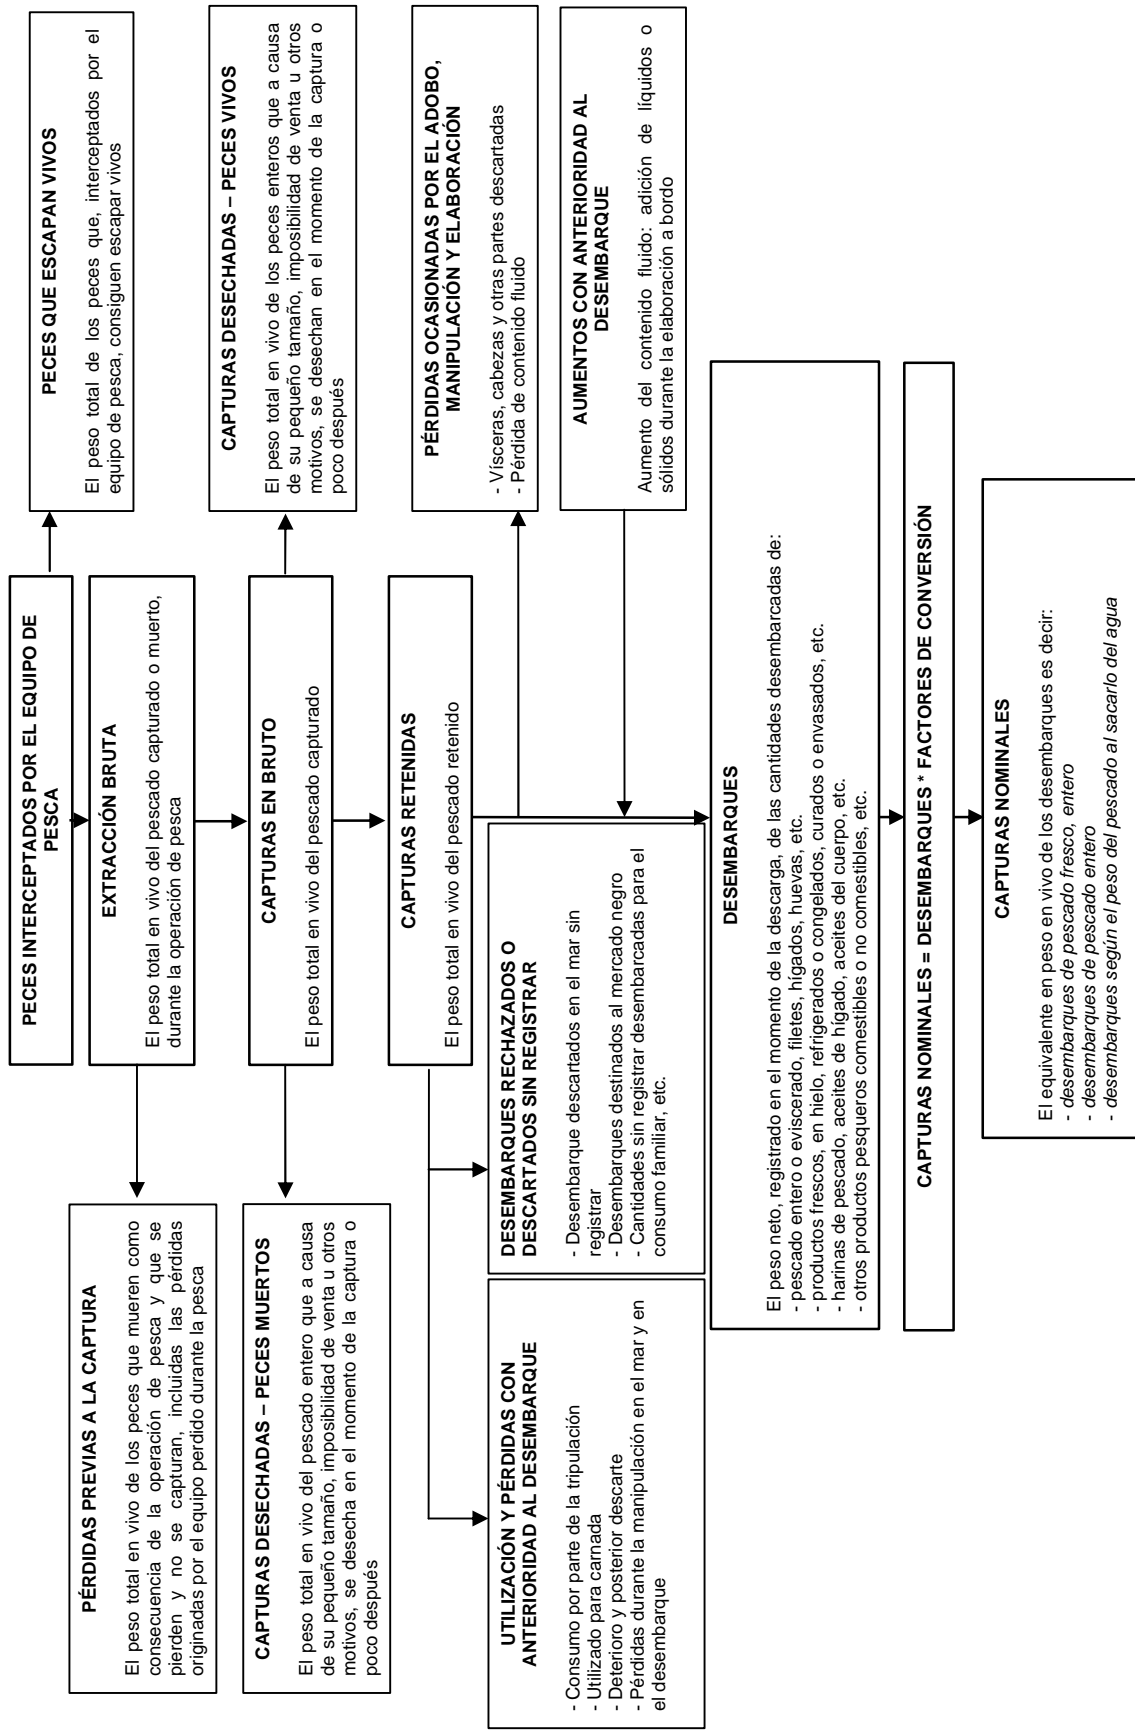 PECES INTERCEPTADOS POR EL EQUIPO DE
PESCA
PECES QUE ESCAPAN VIVOS
El peso total de los peces que, interceptados por el
equipo de pesca, consiguen escapar vivos
PÉRDIDAS PREVIAS A LA CAPTURA
El peso total en vivo de los peces que mueren como
consecuencia de la operación de pesca y que se
pierden y no se capturan, incluidas las pérdidas
originadas por el equipo perdido durante la pesca
EXTRACCIÓN BRUTA
El peso total en vivo del pescado capturado o muerto,
durante la operación de pesca
CAPTURAS DESECHADAS – PECES VIVOS
El peso total en vivo de los peces enteros que a causa
de su pequeño tamaño, imposibilidad de venta u otros
motivos, se desechan en el momento de la captura o
poco después
CAPTURAS DESECHADAS – PECES MUERTOS
El peso total en vivo del pescado entero que a causa
de su pequeño tamaño, imposibilidad de venta u otros
motivos, se desecha en el momento de la captura o
poco después
CAPTURAS EN BRUTO
El peso total en vivo del pescado capturado
CAPTURAS RETENIDAS
El peso total en vivo del pescado retenido
PÉRDIDAS OCASIONADAS POR EL ADOBO,
MANIPULACIÓN Y ELABORACIÓN
- Vísceras, cabezas y otras partes descartadas
- Pérdida de contenido fluido
UTILIZACIÓN Y PÉRDIDAS CON
ANTERIORIDAD AL DESEMBARQUE
- Consumo por parte de la tripulación
- Utilizado para carnada
- Deterioro y posterior descarte
- Pérdidas durante la manipulación en el mar y en
el desembarque
DESEMBARQUES RECHAZADOS O
DESCARTADOS SIN REGISTRAR
- Desembarque descartados en el mar sin
registrar
- Desembarques destinados al mercado negro
- Cantidades sin registrar desembarcadas para el
consumo familiar, etc.
AUMENTOS CON ANTERIORIDAD AL
DESEMBARQUE
Aumento del contenido fluido: adición de líquidos o
sólidos durante la elaboración a bordo
DESEMBARQUES
El peso neto, registrado en el momento de la descarga, de las cantidades desembarcadas de:
- pescado entero o eviscerado, filetes, hígados, huevas, etc.
- productos frescos, en hielo, refrigerados o congelados, curados o envasados, etc.
- harinas de pescado, aceites de hígado, aceites del cuerpo, etc.
- otros productos pesqueros comestibles o no comestibles, etc.
CAPTURAS NOMINALES = DESEMBARQUES * FACTORES DE CONVERSIÓN
CAPTURAS NOMINALES
El equivalente en peso en vivo de los desembarques es decir:
- desembarques de pescado fresco, entero
- desembarques de pescado entero
- desembarques según el peso del pescado al sacarlo del agua